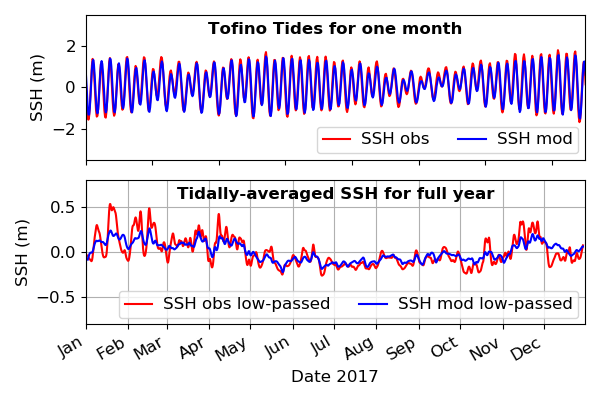 Tofino Tides for one month
SSH (m)
2
0
−2
SSH obs
SSH mod
Tidally-averaged SSH for full year
SSH (m)
0.5
0.0
−0.5
SSH obs low-passed
SSH mod low-passed
Jan Feb Mar Apr May Jun Jul Aug Sep Oct Nov Dec
Date 2017